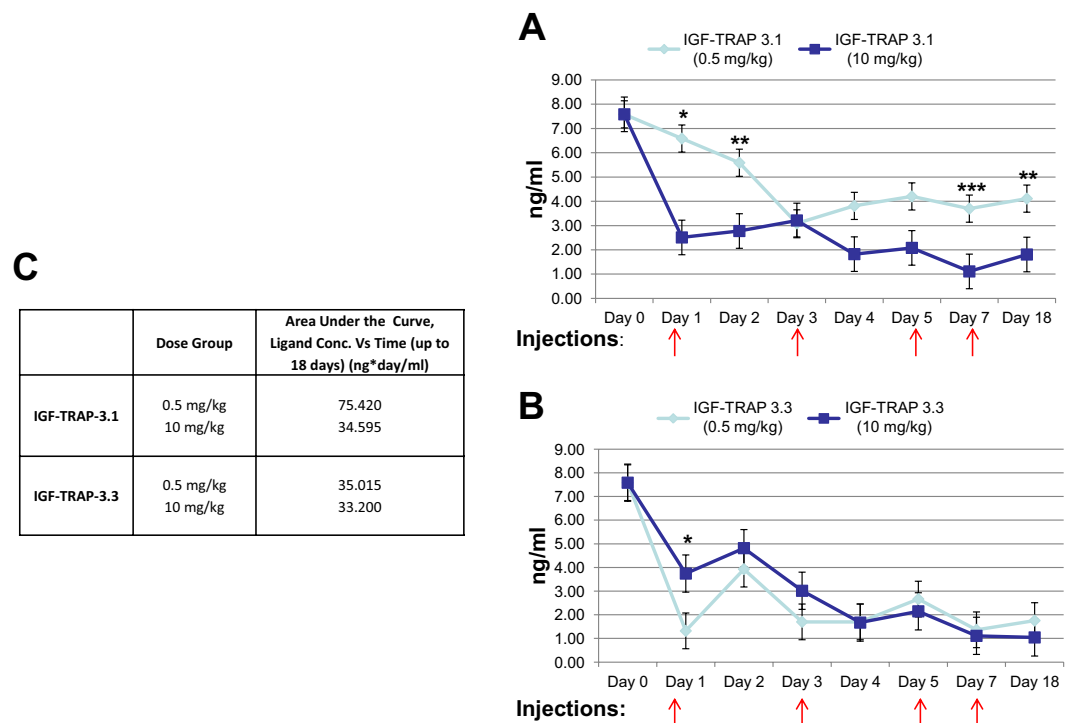 A
IGF-TRAP 3.1
(0.5 mg/kg)
IGF-TRAP 3.1
(10 mg/kg)
ng/ml
9.00
8.00
7.00
6.00
5.00
4.00
3.00
2.00
1.00
0.00
*
**
***
**
Day 0 Day 1 Day 2 Day 3 Day 4 Day 5 Day 7 Day 18
Injections:
B
IGF-TRAP 3.3
(0.5 mg/kg)
IGF-TRAP 3.3
(10 mg/kg)
ng/ml
9.00
8.00
7.00
6.00
5.00
4.00
3.00
2.00
1.00
0.00
*
Day 0 Day 1 Day 2 Day 3 Day 4 Day 5 Day 7 Day 18
Injections:
C
Dose Group
Area Under the Curve,
Ligand Conc. Vs Time (up
to 18 days) (ng*day/ml)
IGF-TRAP-3.1
0.5 mg/kg 75.420
10 mg/kg 34.595
IGF-TRAP-3.3
0.5 mg/kg 35.015
10 mg/kg 33.200